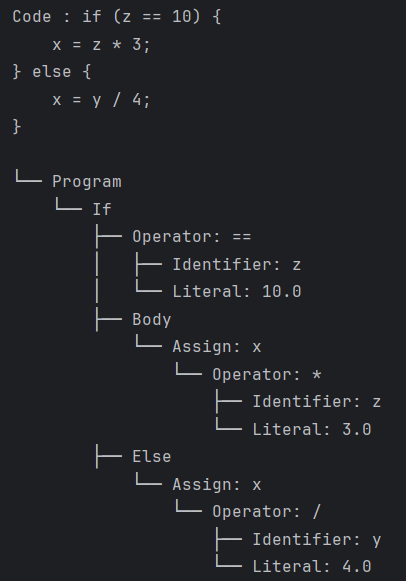 Code : if (z == 10) {
    x = z * 3;
} else {
    x = y / 4;
}

└── Program
    └── If
        ├── Operator: ==
        │   ├── Identifier: z
        │   └── Literal: 10.0
        ├── Body
            └── Assign: x
                └── Operator: *
                    ├── Identifier: z
                    └── Literal: 3.0
        ├── Else
            └── Assign: x
                └── Operator: /
                    ├── Identifier: y
                    └── Literal: 4.0